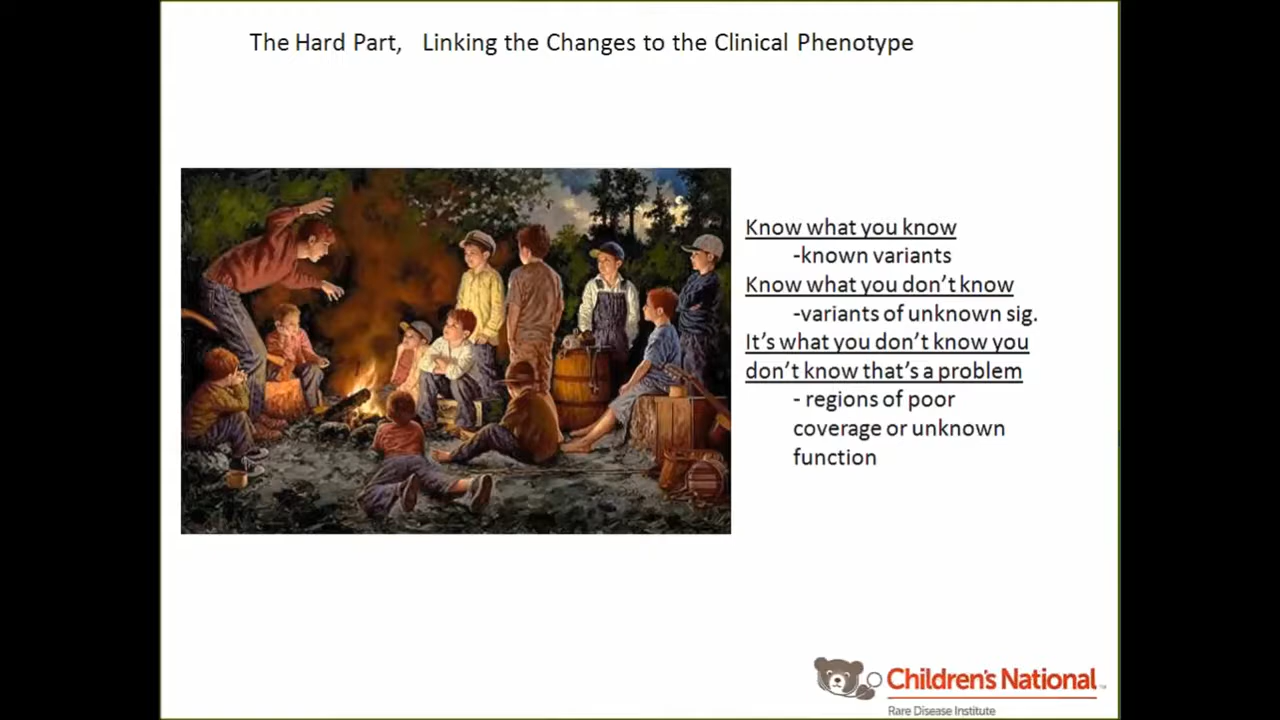 The Hard Part, Linking the Changes to the Clinical Phenotype
Know what you know
-known variants
Know what you don't know
-variants of unknown sig.
It's what you don't know you
don't know that's a problem
- regions of poor
coverage or unknown
function
Children's National
Rare Disease Institute